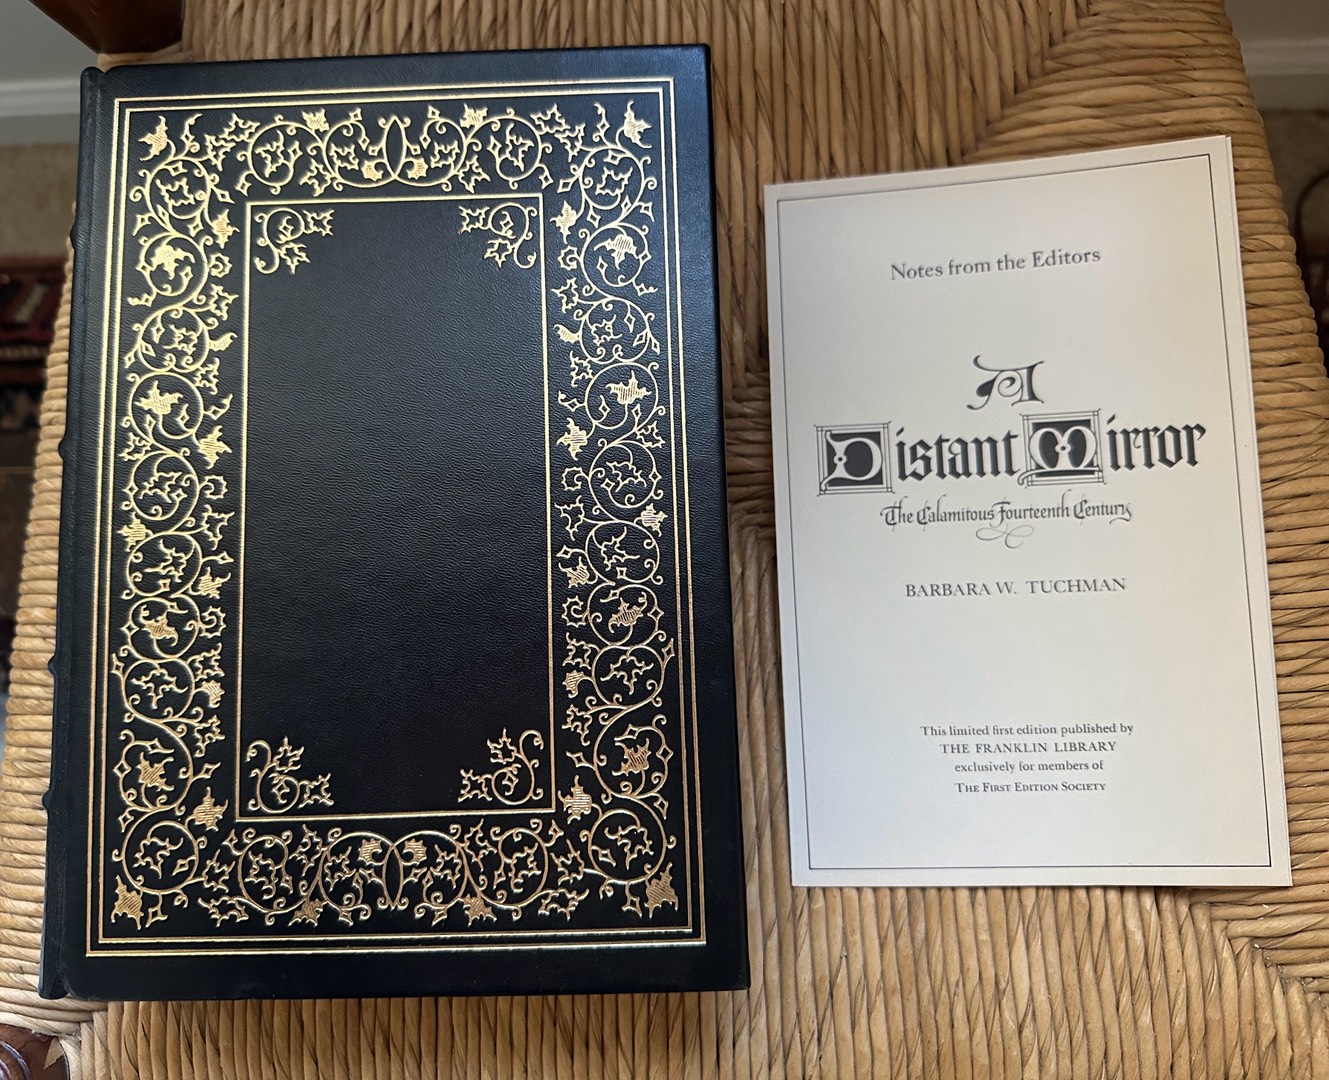 Notes from the Editors
A
Distant Mirror
The Calamitous Fourteenth Century
BARBARA W. TUCHMAN
This limited first edition published by
THE FRANKLIN LIBRARY
exclusively for members of
THE FIRST EDITION SOCIETY